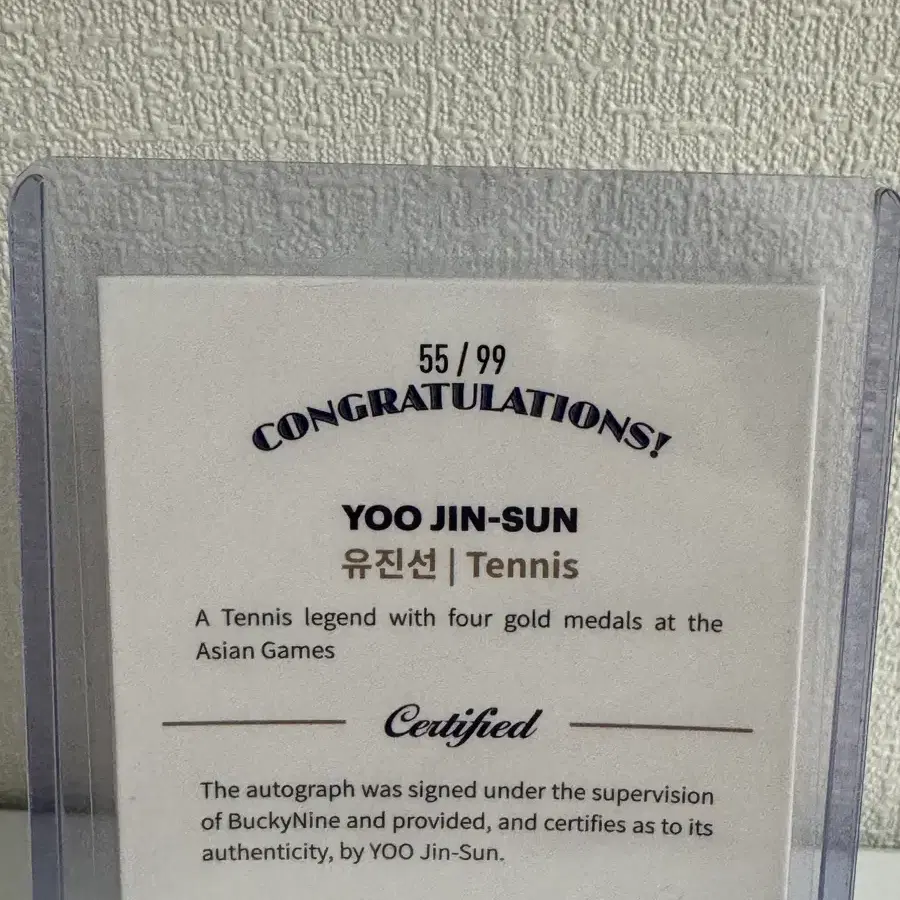 55 / 99
CONGRATULATIONS!
YOO JIN-SUN
유진선 | Tennis
A Tennis legend with four gold medals at the
Asian Games
Certified
The autograph was signed under the supervision
of BuckyNine and provided, and certifies as to its
authenticity, by YOO Jin-Sun.